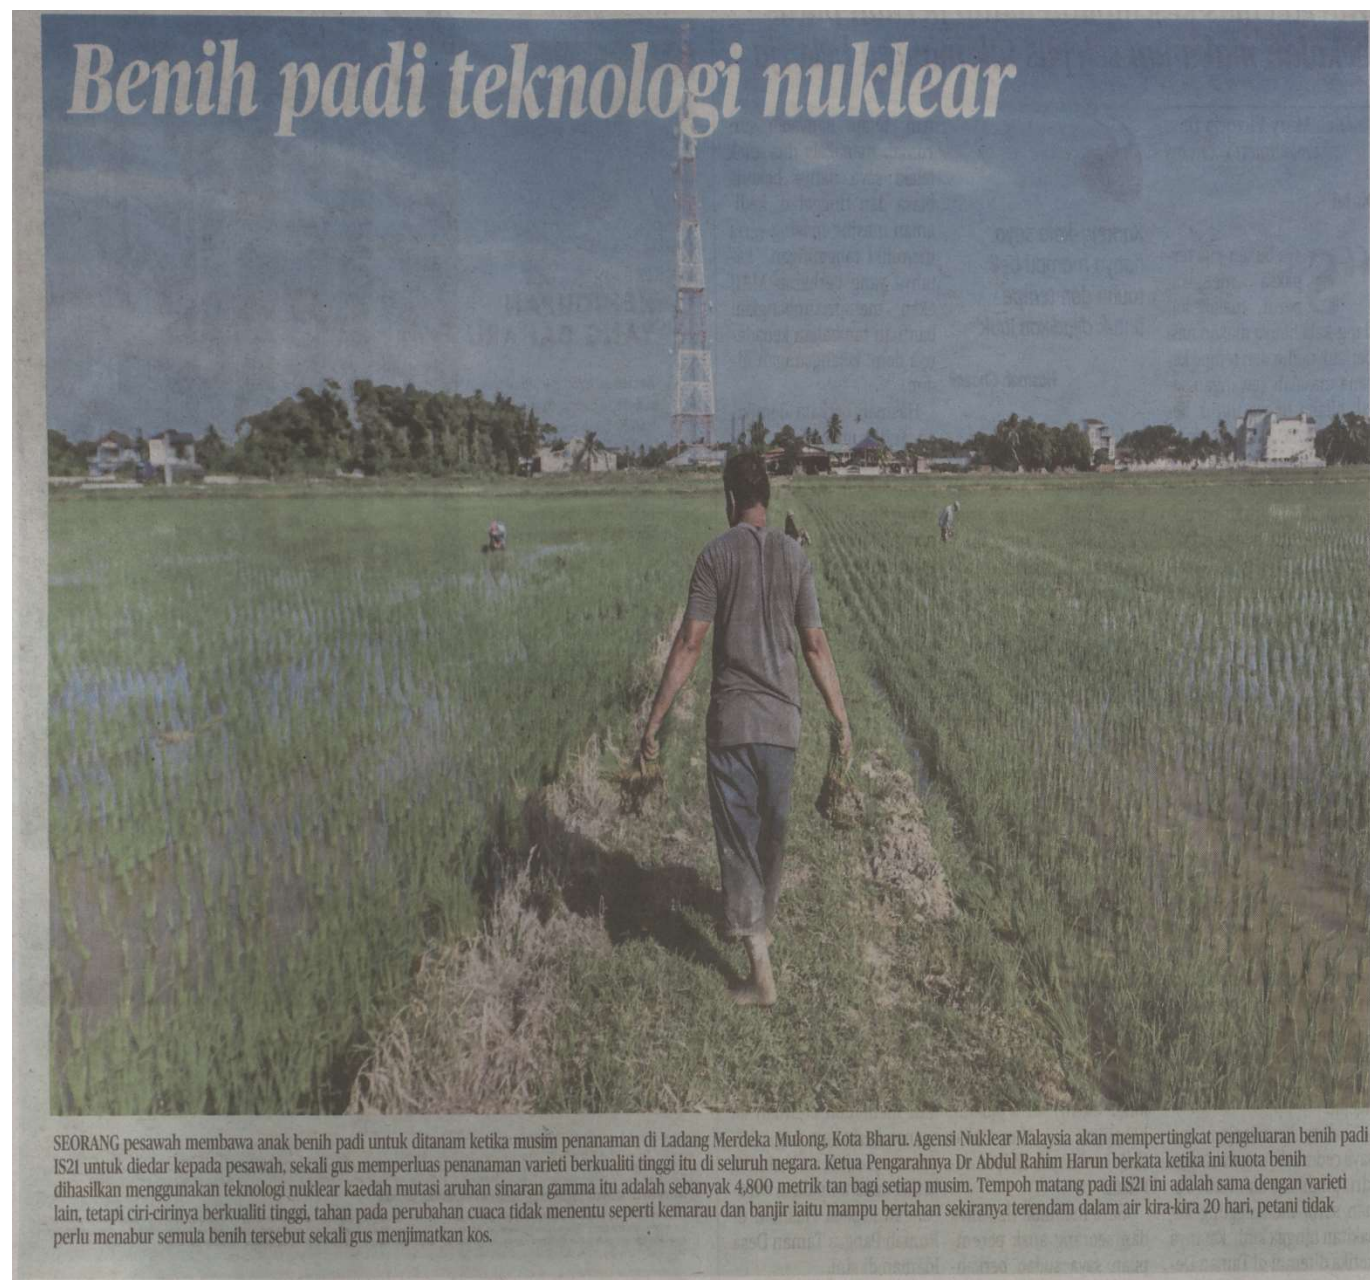 Benih padi teknologi nuklear
SEORANG pesawah membawa anak benih padi untuk ditanam ketika musim penanaman di Ladang Merdeka Mulong, Kota Bharu. Agensi Nuklear Malaysia akan mempertingkat pengeluaran benih padi
IS21 untuk diedar kepada pesawah, sekali gus memperluas penanaman varieti berkualiti tinggi itu di seluruh negara. Ketua Pengarahnya Dr Abdul Rahim Harun berkata ketika ini kuota benih
dihasilkan menggunakan teknologi nuklear kaedah mutasi aruhan sinaran gamma itu adalah sebanyak 4,800 metrik tan bagi setiap musim. Tempoh matang padi IS21 ini adalah sama dengan varieti
lain, tetapi ciri-cirinya berkualiti tinggi, tahan pada perubahan cuaca tidak menentu seperti kemarau dan banjir iaitu mampu bertahan sekiranya terendam dalam air kira-kira 20 hari, petani tidak
perlu menabur semula benih tersebut sekali gus menjimatkan kos.